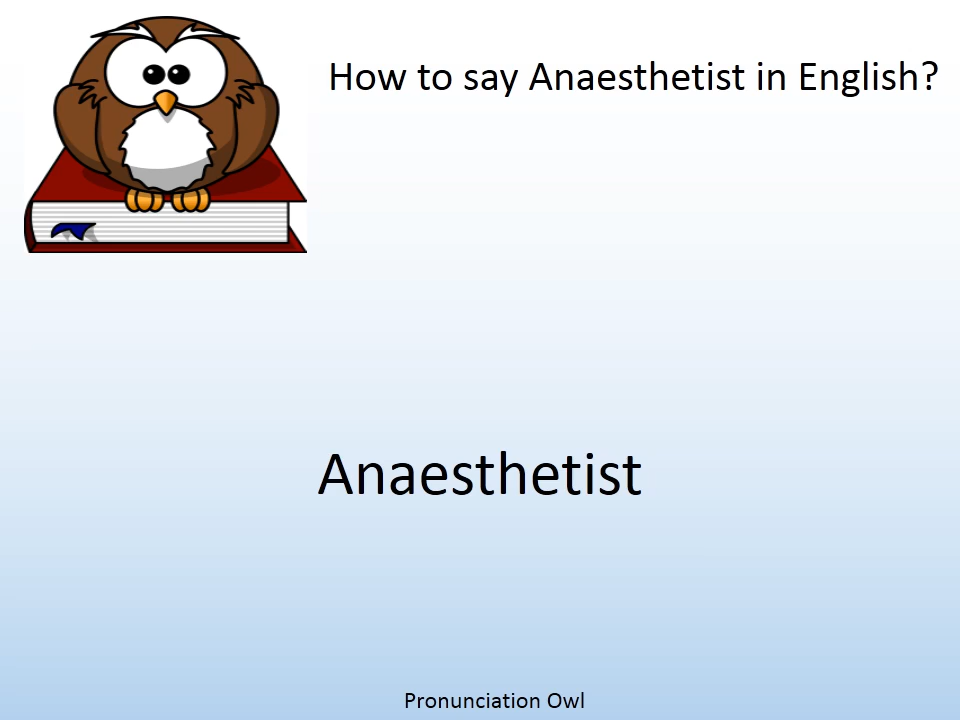 How to say Anaesthetist in English?
Anaesthetist
Pronunciation Owl